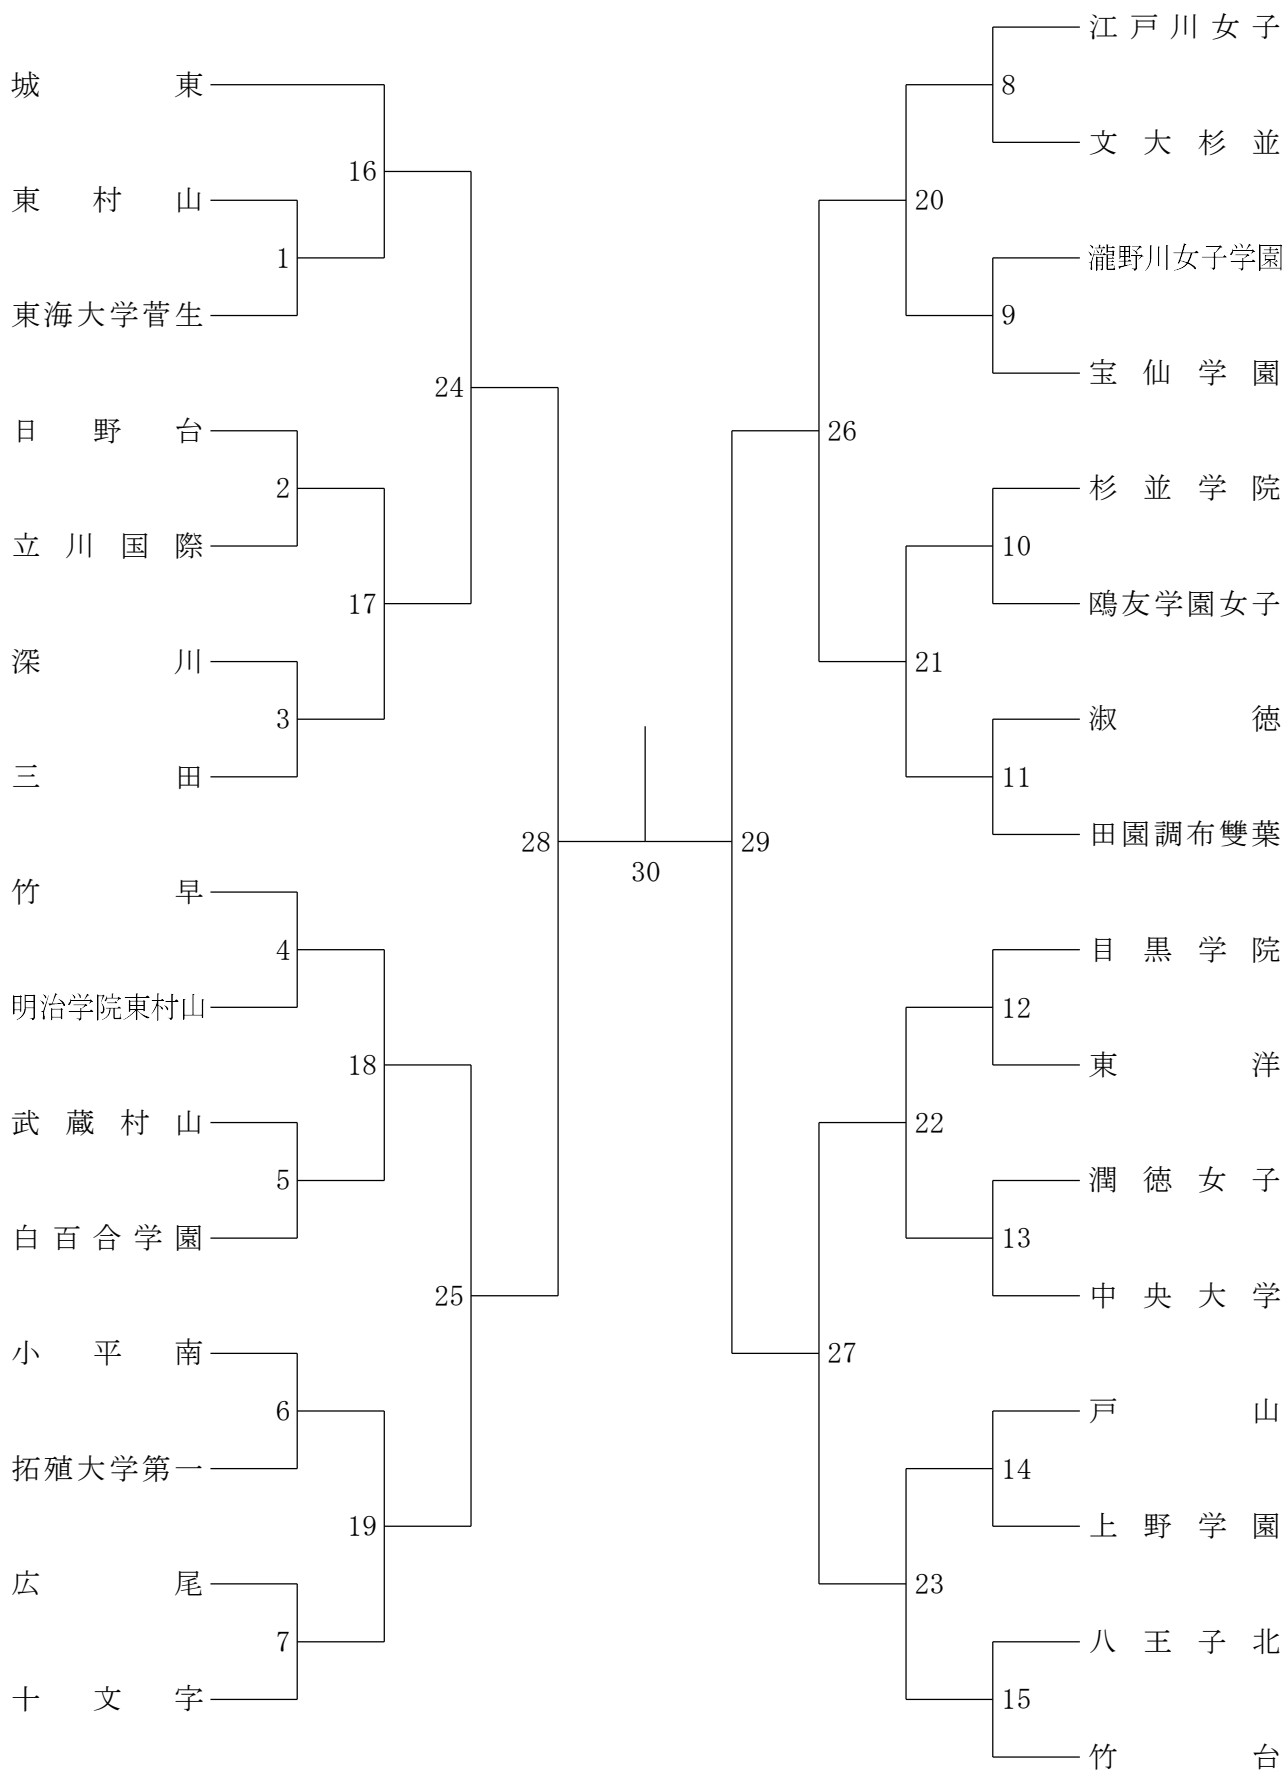 城東
16
東村山
1
東海大学菅生
24
日野台
2
立川国際
17
深川
3
三田
28
竹早
4
明治学院東村山
18
武蔵村山
5
白百合学園
25
小平南
6
拓殖大学第一
19
広尾
7
十文字
30
江戸川女子
8
文大杉並
20
瀧野川女子学園
9
宝仙学園
26
杉並学院
10
鴎友学園女子
21
淑徳
11
田園調布雙葉
29
目黒学院
12
東洋
22
潤徳女子
13
中央大学
27
戸山
14
上野学園
23
八王子北
15
竹台